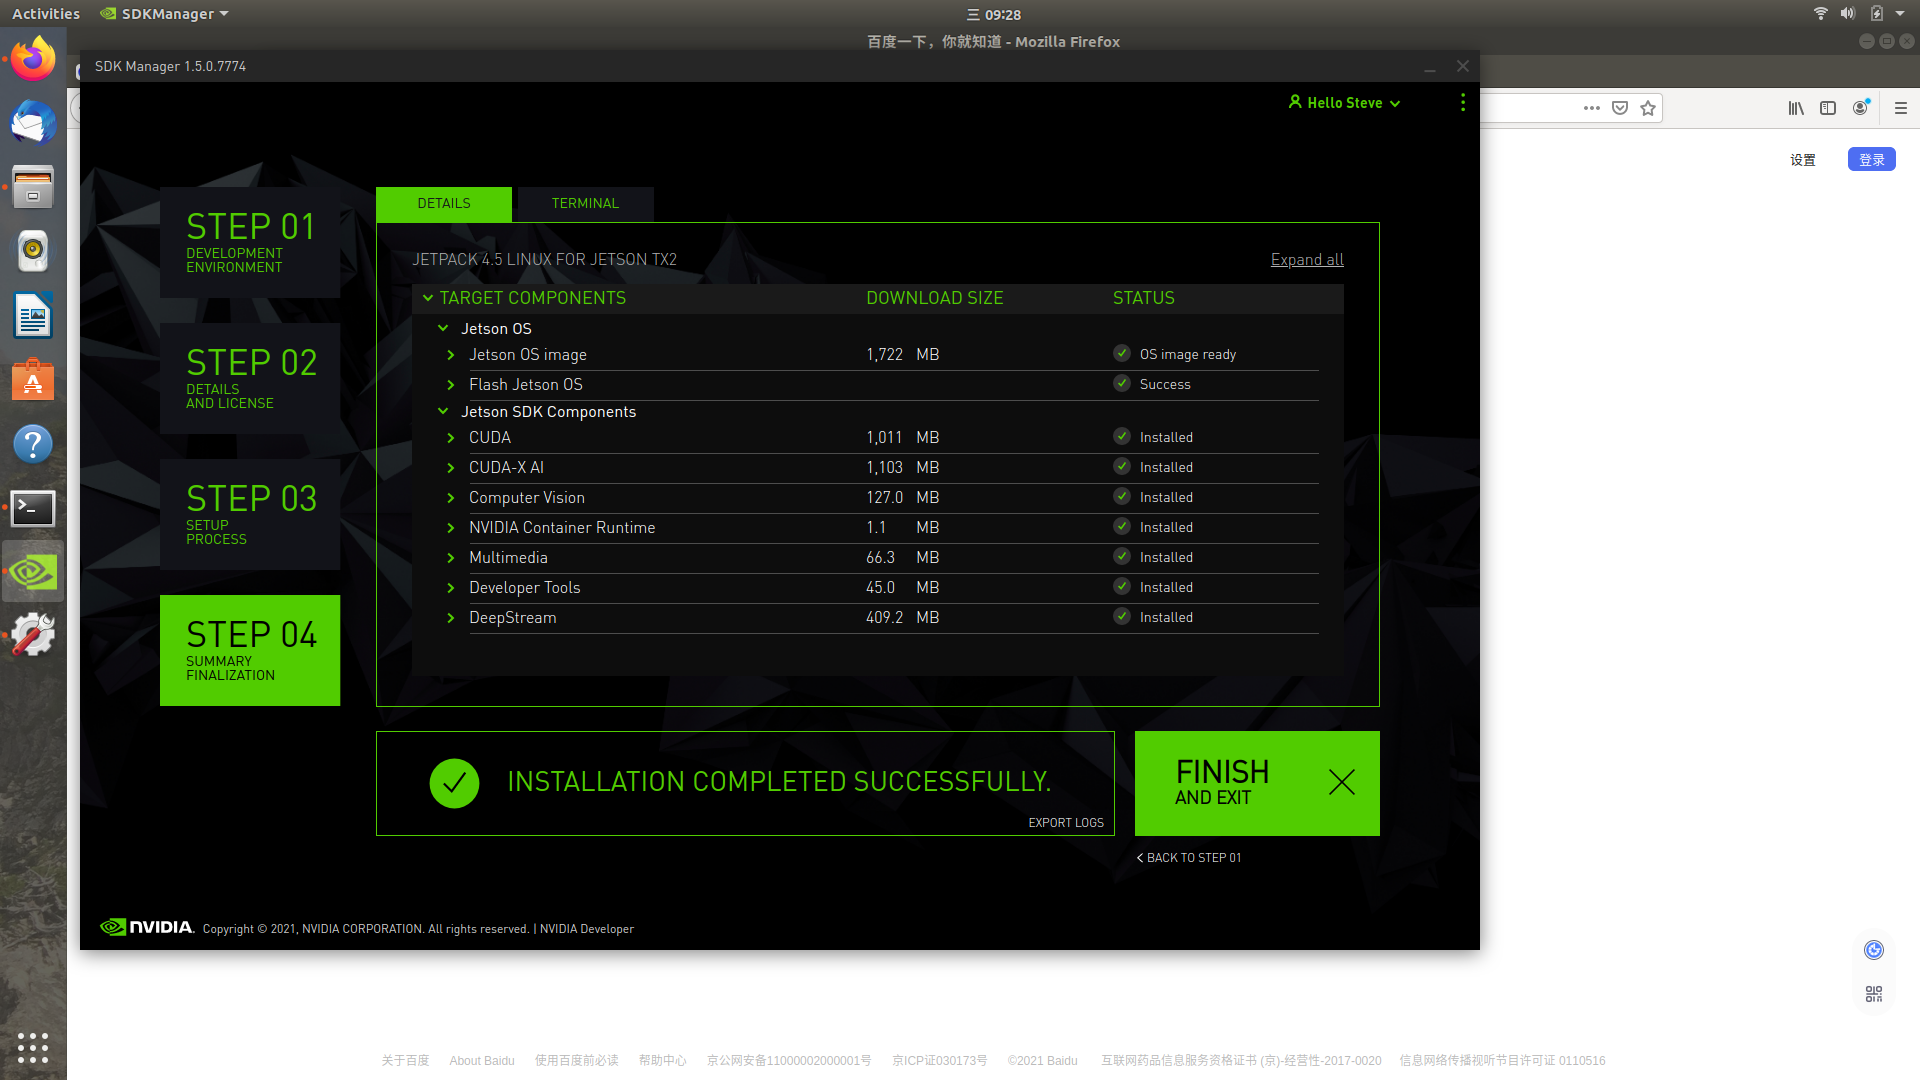 Activities
SDKManager
三 09:28
百度一下，你就知道 - Mozilla Firefox
SDK Manager 1.5.0.7774
Hello Steve
设置
登录
STEP 01
DEVELOPMENT
ENVIRONMENT
STEP 02
DETAILS
AND LICENSE
STEP 03
SETUP
PROCESS
STEP 04
SUMMARY
FINALIZATION
DETAILS
TERMINAL
JETPACK 4.5 LINUX FOR JETSON TX2
Expand all
TARGET COMPONENTS DOWNLOAD SIZE STATUS
Jetson OS
Jetson OS image 1,722 MB OS image ready
Flash Jetson OS Success
Jetson SDK Components
CUDA 1,011 MB Installed
CUDA-X AI 1,103 MB Installed
Computer Vision 127.0 MB Installed
NVIDIA Container Runtime 1.1 MB Installed
Multimedia 66.3 MB Installed
Developer Tools 45.0 MB Installed
DeepStream 409.2 MB Installed
INSTALLATION COMPLETED SUCCESSFULLY.
EXPORT LOGS
FINISH
AND EXIT
BACK TO STEP 01
NVIDIA. Copyright © 2021, NVIDIA CORPORATION. All rights reserved. | NVIDIA Developer
关于百度 About Baidu 使用百度前必读 帮助中心 京公网安备11000002000001号 京ICP证030173号 ©2021 Baidu 互联网药品信息服务资格证书 (京)-经营性-2017-0020 信息网络传播视听节目许可证 0110516